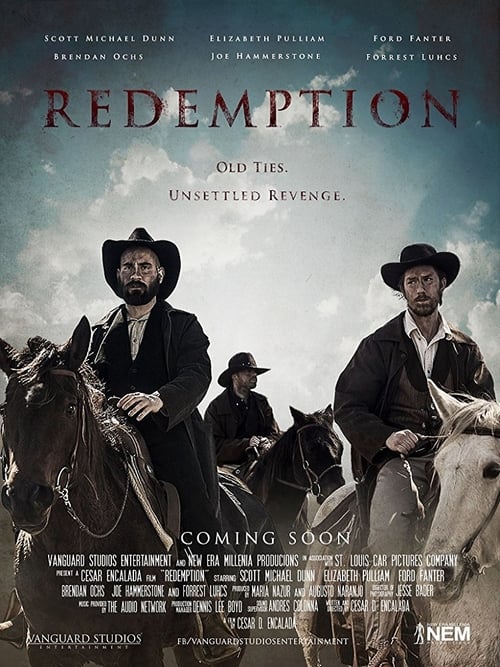 SCOTT MICHAEL DUNN ELIZABETH PULLIAM FORD FANTER
BRENDAN OCHS JOE HAMMERSTONE FORREST LUHCS
REDEMPTION
OLD TIES.
UNSETTLED REVENGE.
COMING SOON
VANGUARD STUDIOS ENTERTAINMENT AND NEW ERA MILLENIA PRODUCIONS IN ASSOCIATION WITH ST. LOUIS CAR PICTURES COMPANY
PRESENT A CESAR ENCALADA FILM "REDEMPTION" STARRING SCOTT MICHAEL DUNN ELIZABETH PULLIAM FORD FANTER
BRENDAN OCHS JOE HAMMERSTONE AND FORREST LUHCS PRODUCED BY MARIA NAZUR AND AUGUSTO NARANJO DIRECTOR OF PHOTOGRAPHY JESSE BADER
MUSIC PROVIDED BY THE AUDIO NETWORK PRODUCTION MANAGER DENNIS LEE BOYD SOUND SUPERVISOR ANDRES COLONNA WRITTEN AND DIRECTED BY CESAR D. ENCALADA
A FILM BY CESAR D. ENCALADA
VANGUARD STUDIOS
ENTERTAINMENT
FB/VANGUARDSTUDIOSENTERTAINMENT
NEW ERA MILLENIA
NEM